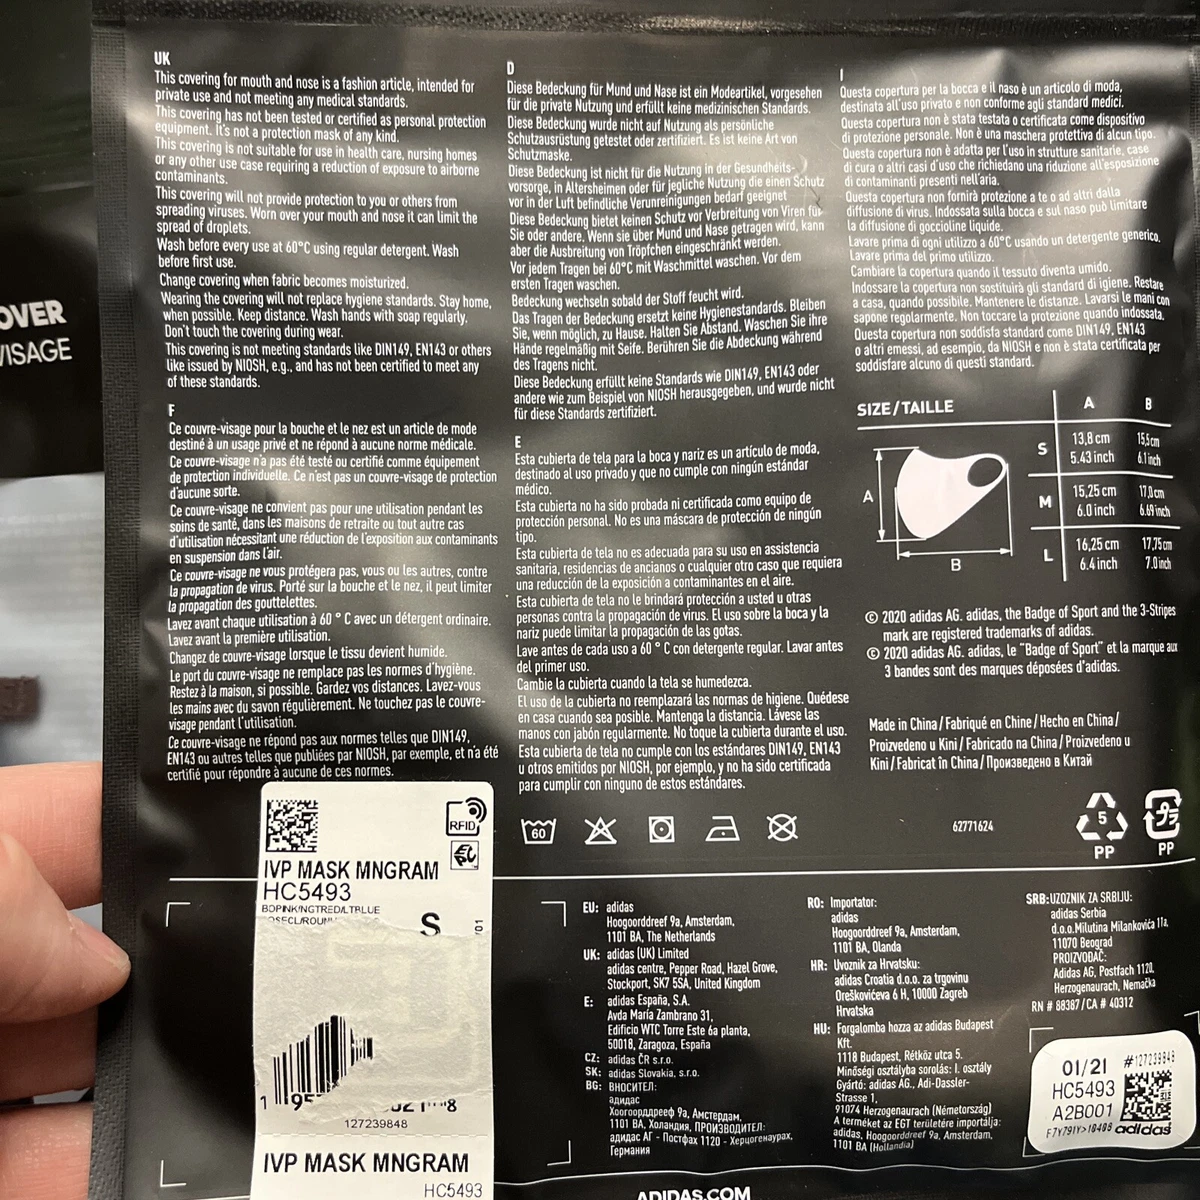 OVER
VISAGE
UK
This covering for mouth and nose is a fashion article, intended for
private use and not meeting any medical standards.
This covering has not been tested or certified as personal protection
equipment. It's not a protection mask of any kind.
This covering is not suitable for use in health care, nursing homes
or any other use case requiring a reduction of exposure to airborne
contaminants.
This covering will not provide protection to you or others from
spreading viruses. Worn over your mouth and nose it can limit the
spread of droplets.
Wash before every use at 60°C using regular detergent. Wash
before first use.
Change covering when fabric becomes moisturized.
Wearing the covering will not replace hygiene standards. Stay home,
when possible. Keep distance. Wash hands with soap regularly.
Don't touch the covering during wear.
This covering is not meeting standards like DIN149, EN143 or others
like issued by NIOSH, e.g., and has not been certified to meet any
of these standards.
F
Ce couvre-visage pour la bouche et le nez est un article de mode
destiné à un usage privé et ne répond à aucune norme médicale.
Ce couvre-visage n'a pas été testé ou certifié comme équipement
de protection individuelle. Ce n'est pas un couvre-visage de protection
d'aucune sorte.
Ce couvre-visage ne convient pas pour une utilisation pendant les
soins de santé, dans les maisons de retraite ou tout autre cas
d'utilisation nécessitant une réduction de l'exposition aux contaminants
en suspension dans l'air.
Ce couvre-visage ne vous protégera pas, vous ou les autres, contre
la propagation de virus. Porté sur la bouche et le nez, il peut limiter
la propagation des gouttelettes.
Lavez avant chaque utilisation à 60 ° C avec un détergent ordinaire.
Lavez avant la première utilisation.
Changez de couvre-visage lorsque le tissu devient humide.
Le port du couvre-visage ne remplace pas les normes d'hygiène.
Restez à la maison, si possible. Gardez vos distances. Lavez-vous
les mains avec du savon régulièrement. Ne touchez pas le couvre-
visage pendant l'utilisation.
Ce couvre-visage ne répond pas aux normes telles que DIN149,
EN143 ou autres telles que publiées par NIOSH, par exemple, et n'a été
certifié pour répondre à aucune de ces normes.
D
Diese Bedeckung für Mund und Nase ist ein Modeartikel, vorgesehen
für die private Nutzung und erfüllt keine medizinischen Standards.
Diese Bedeckung wurde nicht auf Nutzung als persönliche
Schutzausrüstung getestet oder zertifiziert. Es ist keine Art von
Schutzmaske.
Diese Bedeckung ist nicht für die Nutzung in der Gesundheits-
vorsorge, in Altersheimen oder für jegliche Nutzung die einen Schutz
vor in der Luft befindliche Verunreinigungen bedarf geeignet
Diese Bedeckung bietet keinen Schutz vor Verbreitung von Viren für
Sie oder andere. Wenn sie über Mund und Nase getragen wird, kann
aber die Ausbreitung von Tröpfchen eingeschränkt werden.
Vor jedem Tragen bei 60°C mit Waschmittel waschen. Vor dem
ersten Tragen waschen.
Bedeckung wechseln sobald der Stoff feucht wird.
Das Tragen der Bedeckung ersetzt keine Hygienestandards. Bleiben
Sie, wenn möglich, zu Hause. Halten Sie Abstand. Waschen Sie ihre
Hände regelmäßig mit Seife. Berühren Sie die Abdeckung während
des Tragens nicht.
Diese Bedeckung erfüllt keine Standards wie DIN149, EN143 oder
andere wie zum Beispiel von NIOSH herausgegeben, und wurde nicht
für diese Standards zertifiziert.
E
Esta cubierta de tela para la boca y nariz es un artículo de moda,
destinado al uso privado y que no cumple con ningún estándar
médico.
Esta cubierta no ha sido probada ni certificada como equipo de
protección personal. No es una máscara de protección de ningún
tipo.
Esta cubierta de tela no es adecuada para su uso en assistencia
sanitaria, residencias de ancianos o cualquier otro caso que requiera
una reducción de la exposición a contaminantes en el aire.
Esta cubierta de tela no le brindará protección a usted u otras
personas contra la propagación de virus. El uso sobre la boca y la
nariz puede limitar la propagación de las gotas.
Lave antes de cada uso a 60 ° C con detergente regular. Lavar antes
del primer uso.
Cambie la cubierta cuando la tela se humedezca.
El uso de la cubierta no reemplazará las normas de higiene. Quédese
en casa cuando sea posible. Mantenga la distancia. Lávese las
manos con jabón regularmente. No toque la cubierta durante el uso.
Esta cubierta de tela no cumple con los estándares DIN149, EN143
u otros emitidos por NIOSH, por ejemplo, y no ha sido certificada
para cumplir con ninguno de estos estándares.
I
Questa copertura per la bocca e il naso è un articolo di moda,
destinata all'uso privato e non conforme agli standard medici.
Questa copertura non è stata testata o certificata come dispositivo
di protezione personale. Non è una maschera protettiva di alcun tipo.
Questa copertura non è adatta per l'uso in strutture sanitarie, case
di cura o altri casi d'uso che richiedano una riduzione all'esposizione
di contaminanti presenti nell'aria.
Questa copertura non fornirà protezione a te o ad altri dalla
diffusione di virus. Indossata sulla bocca e sul naso può limitare
la diffusione di goccioline liquide.
Lavare prima di ogni utilizzo a 60°C usando un detergente generico.
Lavare prima del primo utilizzo.
Cambiare la copertura quando il tessuto diventa umido.
Indossare la copertura non sostituirà gli standard di igiene. Restare
a casa, quando possibile. Mantenere le distanze. Lavarsi le mani con
sapone regolarmente. Non toccare la protezione quando indossata.
Questa copertura non soddisfa standard come DIN149, EN143
o altri emessi, ad esempio, da NIOSH e non è stata certificata per
soddisfare alcuno di questi standard.
SIZE/TAILLE
A B
S 13,8 cm 15,5 cm
5.43 inch 6.1 inch
M 15,25 cm 17,0 cm
6.0 inch 6.69 inch
L 16,25 cm 17,75 cm
6.4 inch 7.0 inch
A
B
© 2020 adidas AG. adidas, the Badge of Sport and the 3-Stripes
mark are registered trademarks of adidas.
© 2020 adidas AG. adidas, le "Badge of Sport" et la marque aux
3 bandes sont des marques déposées d'adidas.
Made in China/Fabriqué en Chine/Hecho en China/
Proizvedeno u Kini/Fabricado na China/Proizvedeno u
Kini/Fabricat în China/Произведено в Китай
60
62771624
5
PP
PP
RFID
IVP MASK MNGRAM
HC5493
BOPINK/NGTRED/LTBLUE
S
127239848
IVP MASK MNGRAM
HC5493
EU: adidas
Hoogoorddreef 9a, Amsterdam,
1101 BA, The Netherlands
UK: adidas (UK) Limited
adidas centre, Pepper Road, Hazel Grove,
Stockport, SK7 5SA, United Kingdom
E: adidas España, S.A.
Avda María Zambrano 31,
Edificio WTC Torre Este 6a planta,
50018, Zaragoza, España
CZ: adidas ČR s.r.o.
SK: adidas Slovakia, s.r.o.
BG: ВНОСИТЕЛ:
адидас
Хоогоорддрееф 9а, Амстердам,
1101 ВА, Холандия, ПРОИЗВОДИТЕЛ:
адидас АГ - Постфах 1120 - Херцогенаурах,
Германия
RO: Importator:
adidas
Hoogoorddreef 9a, Amsterdam,
1101 BA, Olanda
HR: Uvoznik za Hrvatsku:
adidas Croatia d.o.o. za trgovinu
Oreškovićeva 6 H, 10000 Zagreb
Hrvatska
HU: Forgalomba hozza az adidas Budapest
Kft.
1118 Budapest, Rétköz utca 5.
Minőségi osztályba sorolás: I. osztály
Gyártó: adidas AG., Adi-Dassler-
Strasse 1,
91074 Herzogenaurach (Németország)
A terméket az EGT területére importálja:
adidas, Hoogoorddreef 9a, Amsterdam,
1101 BA (Hollandia)
SRB: UZOZNIK ZA SRBIJU:
adidas Serbia
d.o.o.Milutina Milankovića 11a,
11070 Beograd
PROIZVOĐAČ:
Adidas AG, Postfach 1120,
Herzogenaurach, Nemačka
RN # 88387/CA # 40312
01/21 #127239848
HC5493
A2B001
adidas
ADIDAS.COM